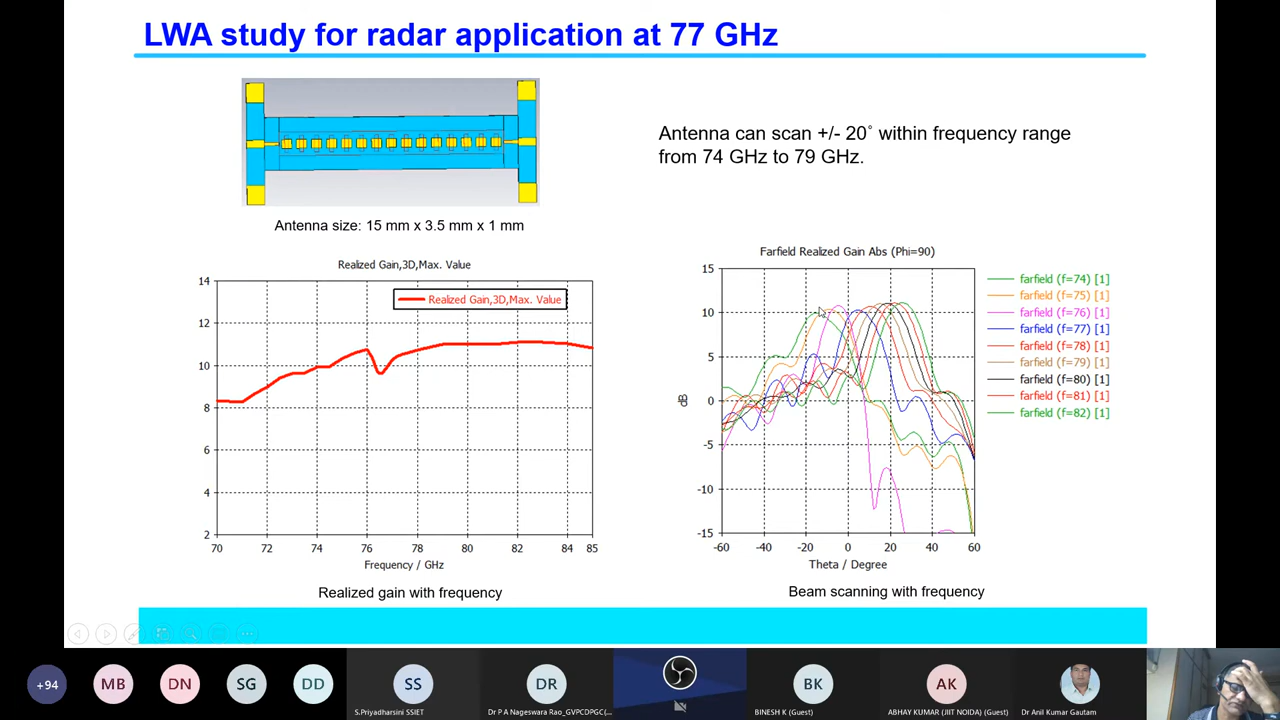 LWA study for radar application at 77 GHz
Antenna can scan +/- 20˚ within frequency range
from 74 GHz to 79 GHz.
Antenna size: 15 mm x 3.5 mm x 1 mm
Realized Gain,3D,Max. Value
Realized Gain,3D,Max. Value
14
12
10
8
6
4
2
70
72
74
76
78
80
82
84
85
Frequency / GHz
Realized gain with frequency
Farfield Realized Gain Abs (Phi=90)
15
10
5
0
-5
-10
-15
dB
-60
-40
-20
0
20
40
60
Theta / Degree
farfield (f=74) [1]
farfield (f=75) [1]
farfield (f=76) [1]
farfield (f=77) [1]
farfield (f=78) [1]
farfield (f=79) [1]
farfield (f=80) [1]
farfield (f=81) [1]
farfield (f=82) [1]
Beam scanning with frequency
+94
MB
DN
SG
DD
SS
S.Priyadharsini SSIET
DR
Dr P A Nageswara Rao_GVPCDPGC(...
BK
BINESH K (Guest)
AK
ABHAY KUMAR (JIIT NOIDA) (Guest)
Dr Anil Kumar Gautam